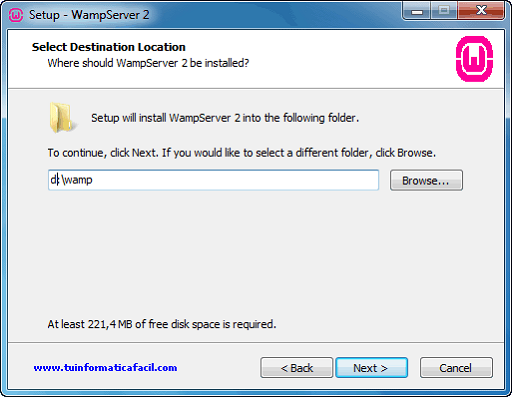 Setup - WampServer 2
Select Destination Location
Where should WampServer 2 be installed?
Setup will install WampServer 2 into the following folder.
To continue, click Next. If you would like to select a different folder, click Browse.
d:\wamp
Browse...
At least 221,4 MB of free disk space is required.
www.tuinformaticafacil.com
< Back
Next >
Cancel